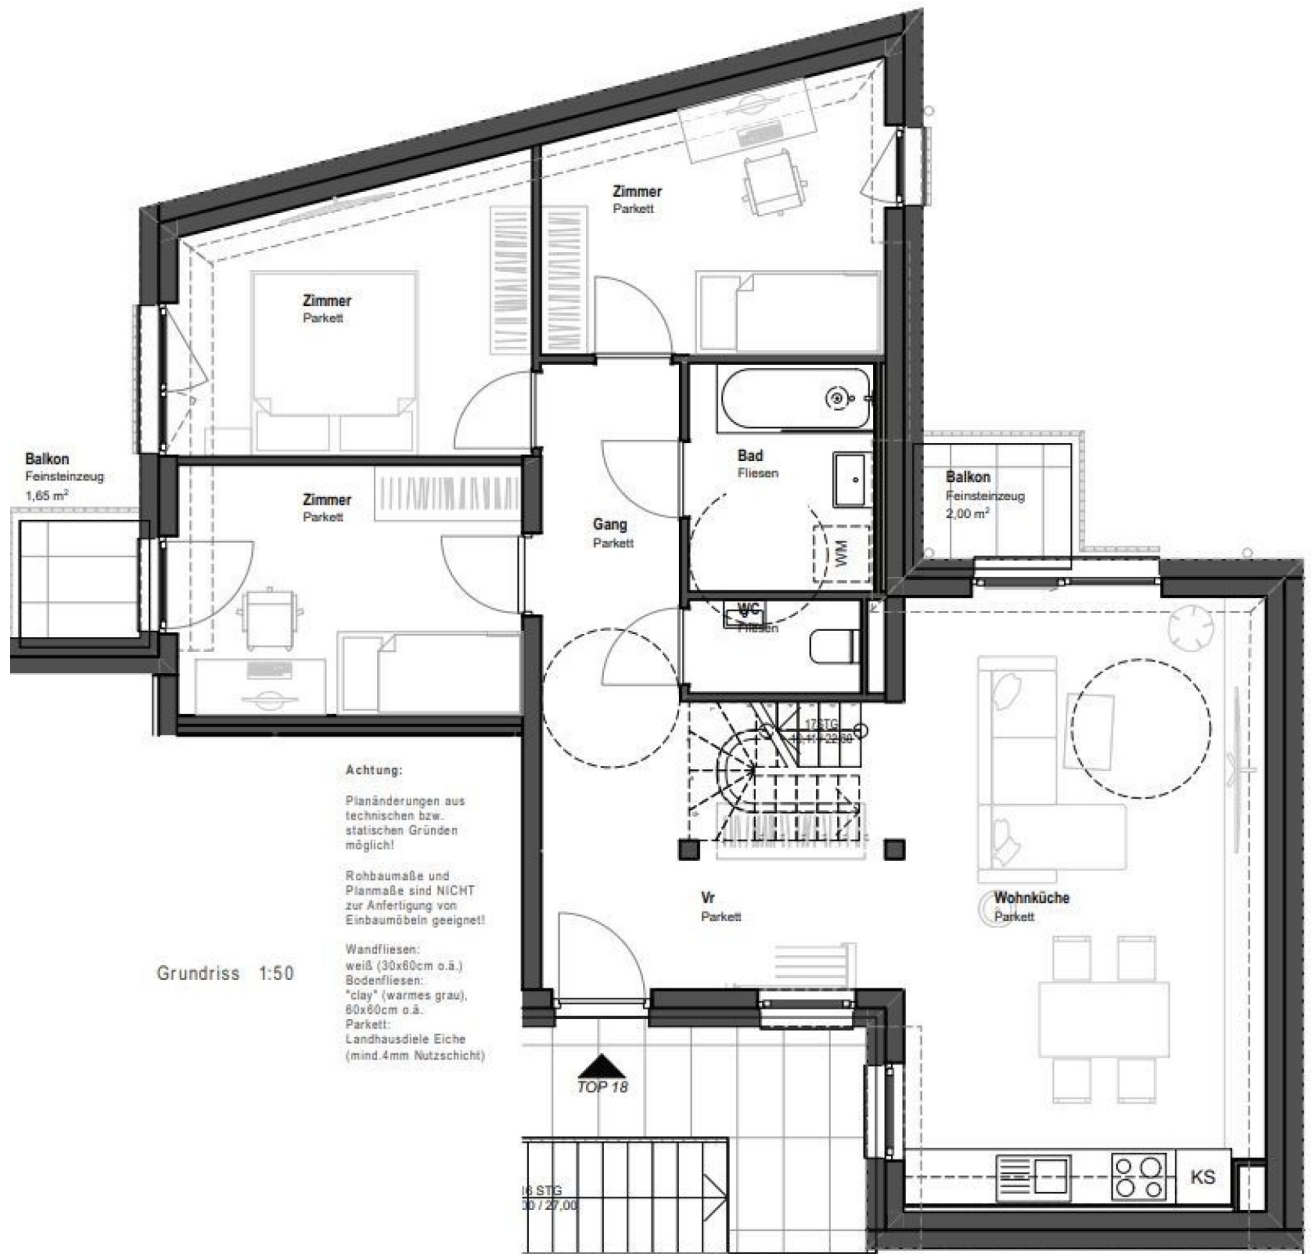 Zimmer
Parkett
Zimmer
Parkett
Balkon
Feinsteinzeug
1,65 m²
Zimmer
Parkett
Gang
Parkett
Bad
Fliesen
WM
Balkon
Feinsteinzeug
2,00 m²
WC
Fliesen
17STG
Achtung:
Planänderungen aus
technischen bzw.
statischen Gründen
möglich!
Rohbaumaße und
Planmaße sind NICHT
zur Anfertigung von
Einbaumöbeln geeignet!
Wandfliesen:
weiß (30x60cm o.ä.)
Bodenfliesen:
"clay" (warmes grau),
60x60cm o.ä.
Parkett:
Landhausdiele Eiche
(mind.4mm Nutzschicht)
Grundriss 1:50
Vr
Parkett
Wohnküche
Parkett
TOP 18
KS
STG
/ 27,00